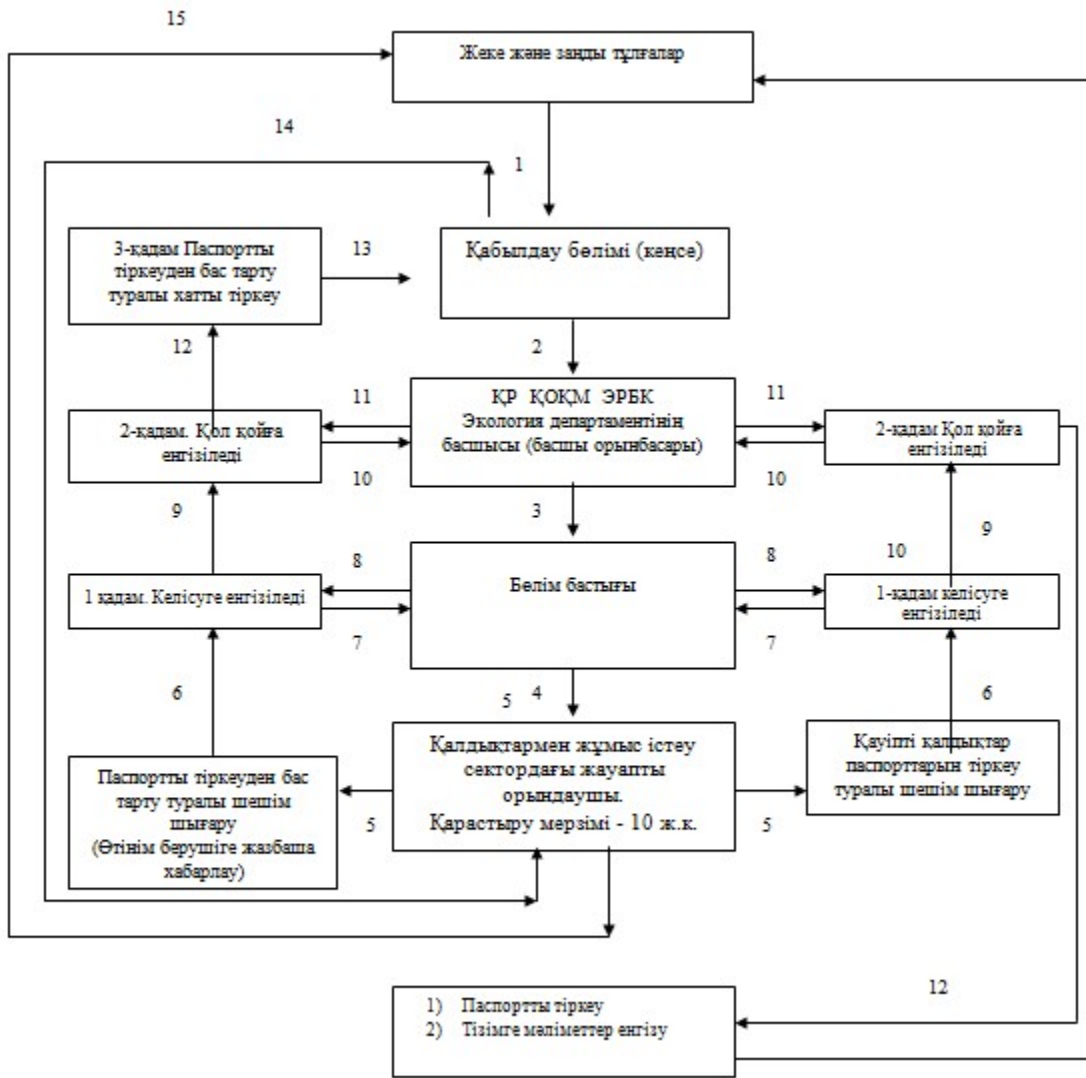 15
Жеке және заңды тұлғалар
14
1
3-қадам Паспортты
тіркеуден бас тарту
туралы хатты тіркеу
13
Қабылдау бөлімі (кеңсе)
12
2
ҚР ҚОҚМ ЭРБК
Экология департаментінің
басшысы (басшы орынбасары)
11
11
2-қадам. Қол қойға
енгізіледі
2-қадам Қол қойға
енгізіледі
10
10
9
3
9
8
Бөлім бастығы
8
10
1 қадам. Келісуге енгізіледі
1-қадам келісуге
енгізіледі
7
7
6
5 4
6
Қалдықтармен жұмыс істеу
сектордағы жауапты
орындаушы.
Қарастыру мерзімі - 10 ж.к.
Қауіпті қалдықтар
паспорттарын тіркеу
туралы шешім шығару
Паспортты тіркеуден бас
тарту туралы шешім
шығару
(Өтінім берушіге жазбаша
хабарлау)
5
5
12
1) Паспортты тіркеу
2) Тізімге мәліметтер енгізу